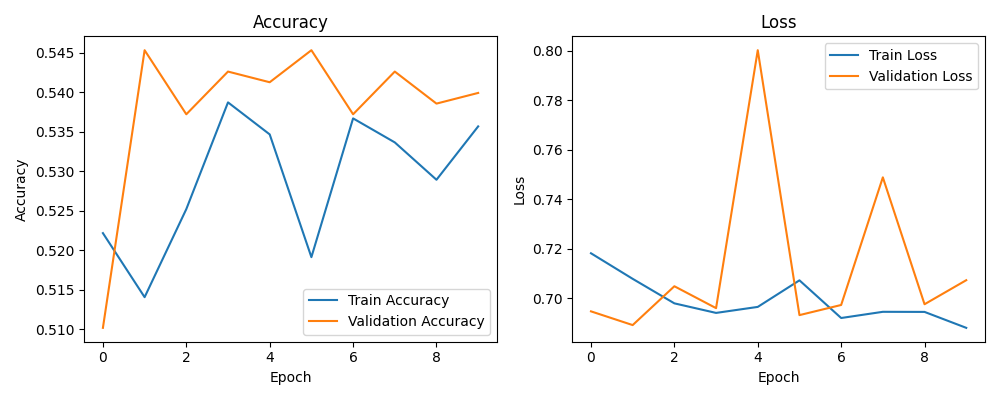 Accuracy
0.545
0.540
0.535
0.530
0.525
0.520
0.515
0.510
Accuracy
Train Accuracy
Validation Accuracy
0 2 4 6 8
Epoch
Loss
0.80
0.78
0.76
0.74
0.72
0.70
Loss
Train Loss
Validation Loss
0 2 4 6 8
Epoch